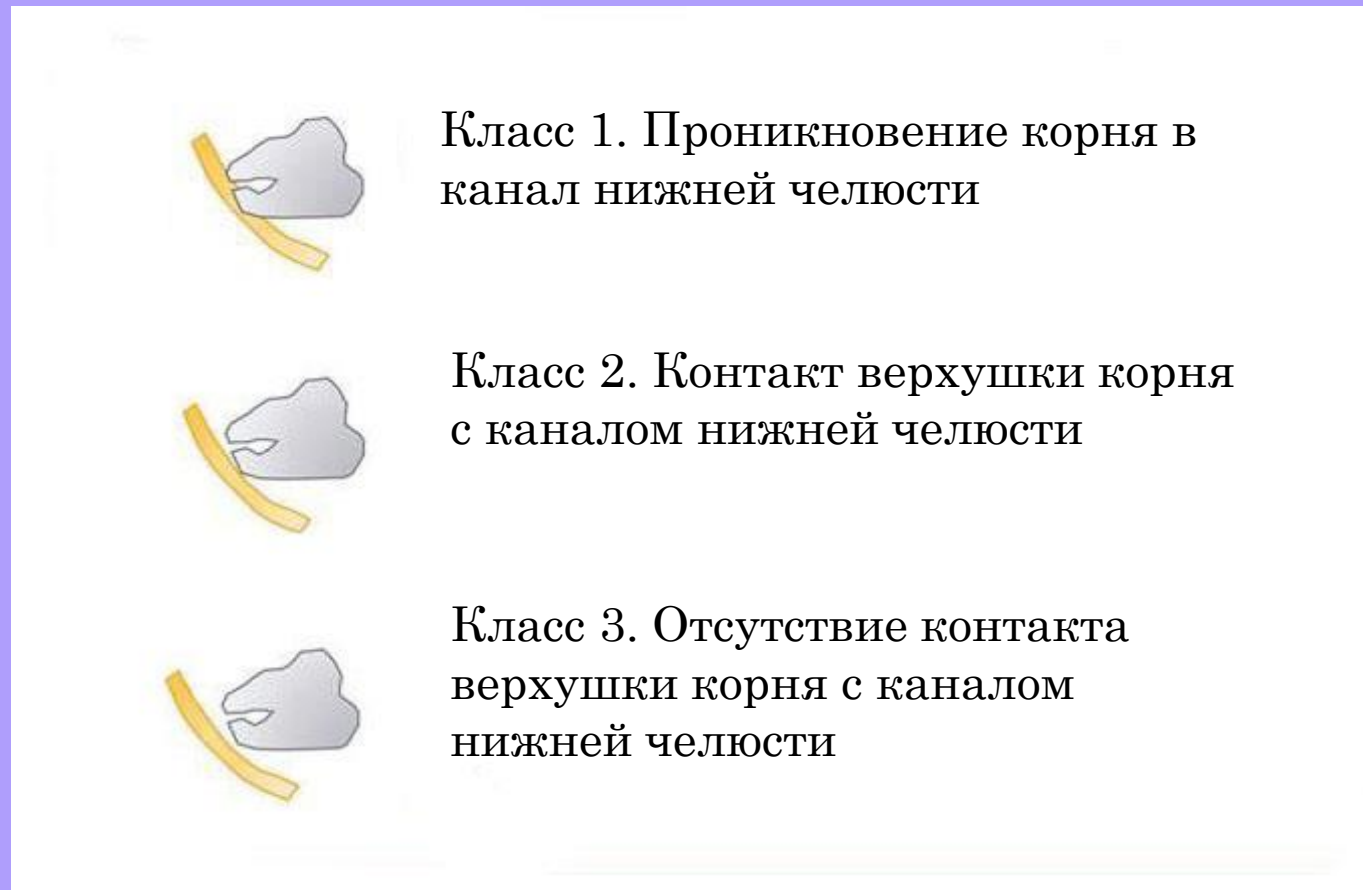 Класс 1. Проникновение корня в
канал нижней челюсти
Класс 2. Контакт верхушки корня
с каналом нижней челюсти
Класс 3. Отсутствие контакта
верхушки корня с каналом
нижней челюсти